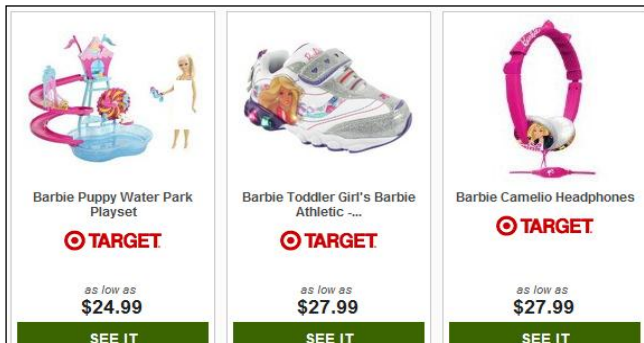 Barbie Puppy Water Park
Playset
TARGET
as low as
$24.99
SEE IT
Barbie Toddler Girl's Barbie
Athletic -...
TARGET
as low as
$27.99
SEE IT
Barbie Camelio Headphones
TARGET
as low as
$27.99
SEE IT